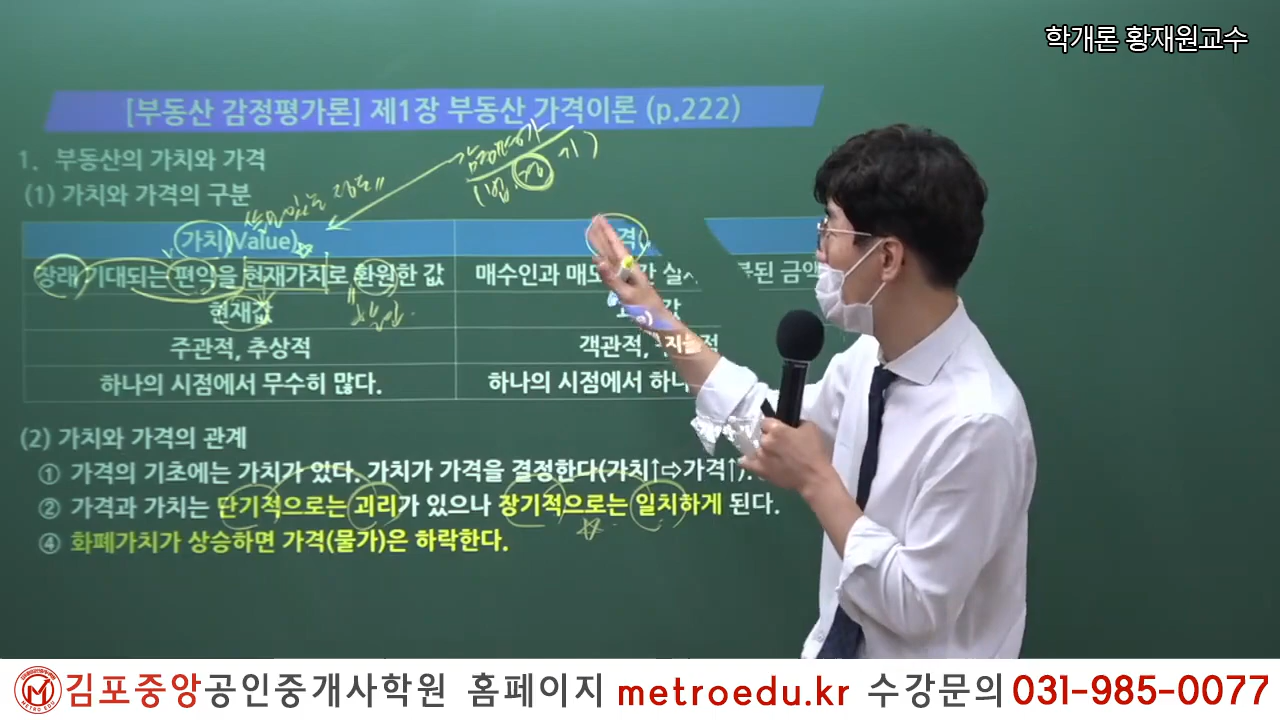 학개론 황재원교수
[부동산 감정평가론] 제1장 부동산 가격이론 (p.222)
1. 부동산의 가치와 가격
(1) 가치와 가격의 구분
가치(Value)
장래 기대되는 편익을 현재가치로 환원한 값
매수인과 매도
금액
현재값
주관적, 추상적
객관적,
하나의 시점에서 무수히 많다.
하나의 시점에서 하나
(2) 가치와 가격의 관계
① 가격의 기초에는 가치가 있다. 가치가 가격을 결정한다(가치↑⇨가격↑).
② 가격과 가치는 단기적으로는 괴리가 있으나 장기적으로는 일치하게 된다.
④ 화폐가치가 상승하면 가격(물가)은 하락한다.
METRO EDU
김포중앙공인중개사학원 홈페이지 metroedu.kr 수강문의 031-985-0077